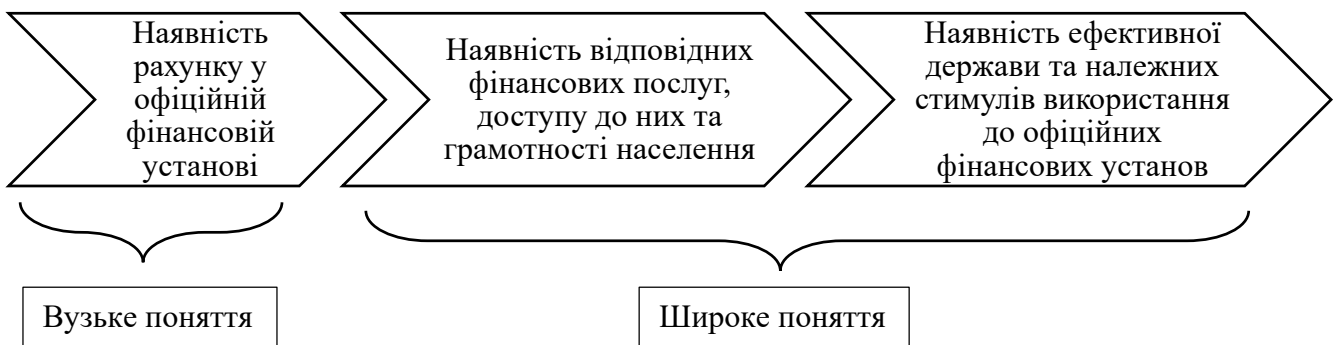 Наявність
рахунку у
офіційній
фінансовій
установі
Наявність відповідних
фінансових послуг,
доступу до них та
грамотності населення
Наявність ефективної
держави та належних
стимулів використання
до офіційних
фінансових установ
Вузьке поняття
Широке поняття